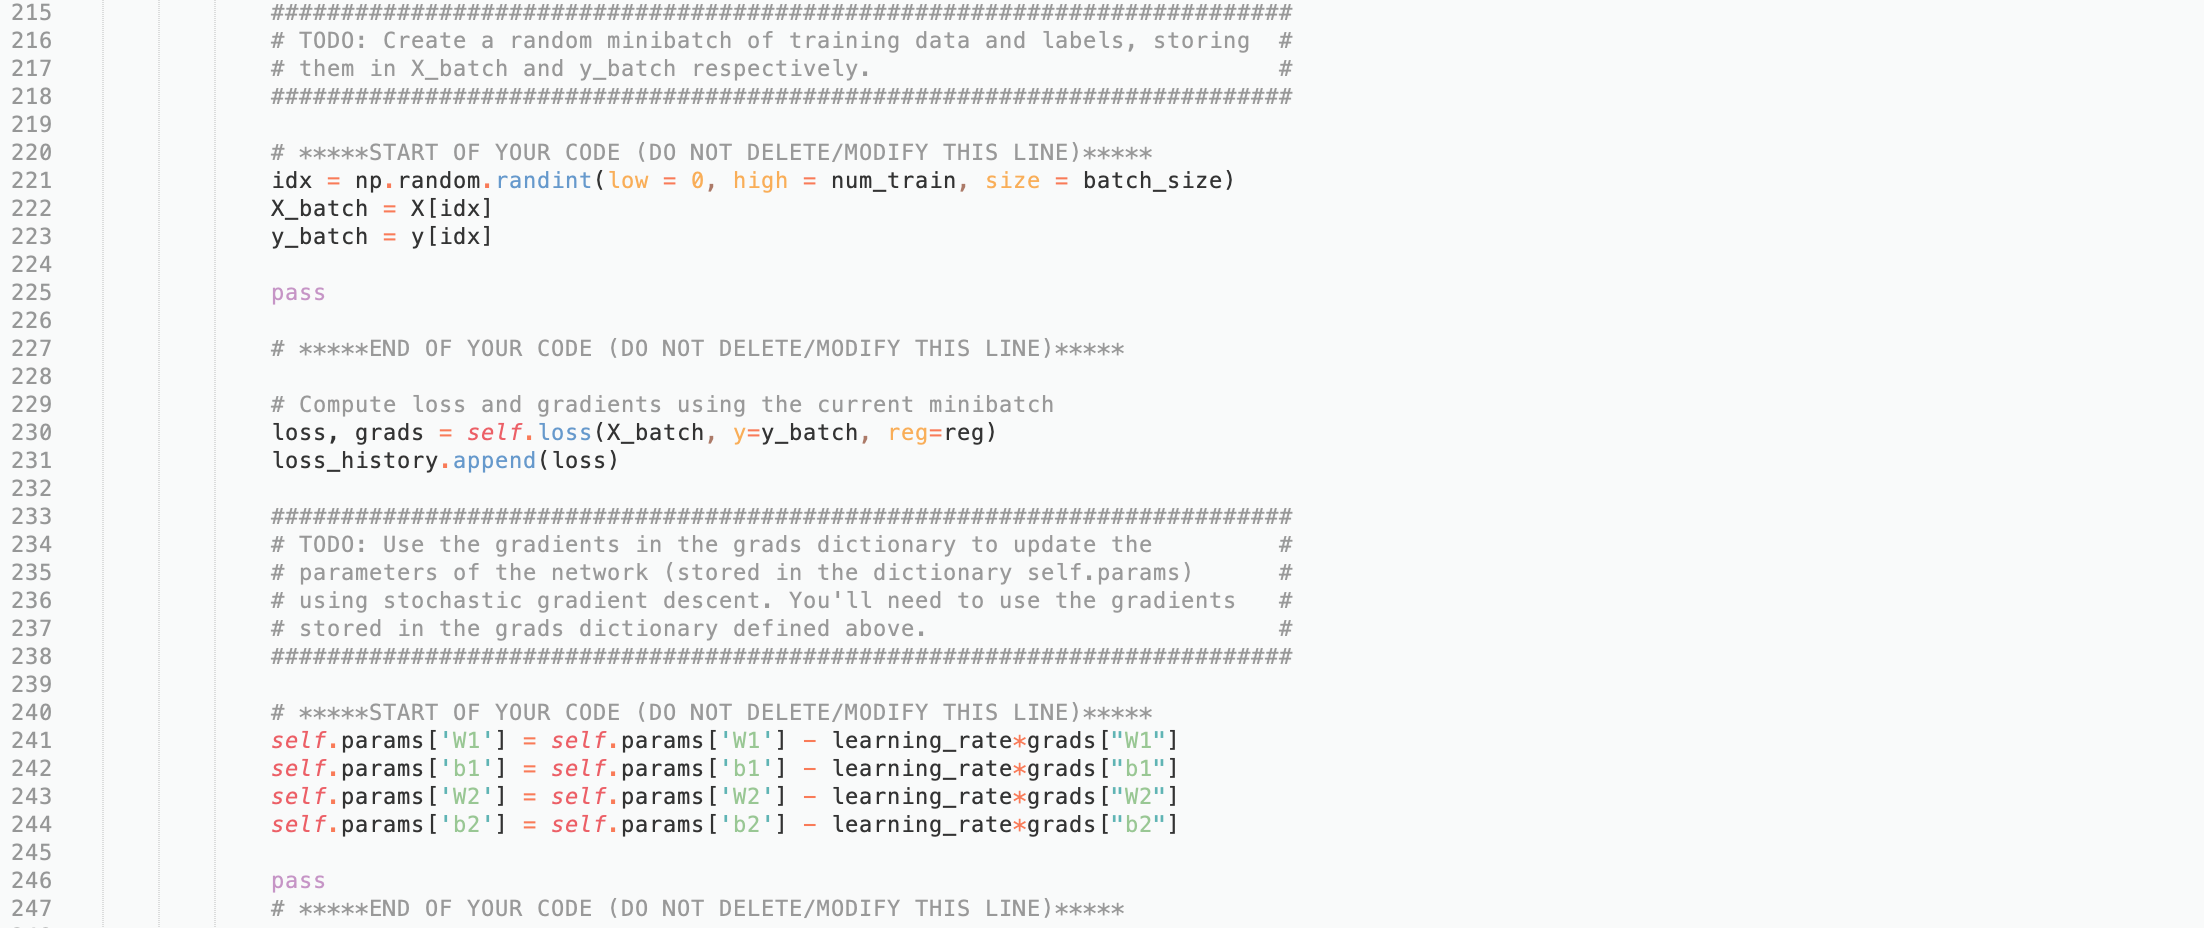 215 #########################################################################
216 # TODO: Create a random minibatch of training data and labels, storing  #
217 # them in X_batch and y_batch respectively.                             #
218 #########################################################################
219
220 # *****START OF YOUR CODE (DO NOT DELETE/MODIFY THIS LINE)*****
221 idx = np.random.randint(low = 0, high = num_train, size = batch_size)
222 X_batch = X[idx]
223 y_batch = y[idx]
224
225 pass
226
227 # *****END OF YOUR CODE (DO NOT DELETE/MODIFY THIS LINE)*****
228
229 # Compute loss and gradients using the current minibatch
230 loss, grads = self.loss(X_batch, y=y_batch, reg=reg)
231 loss_history.append(loss)
232
233 #########################################################################
234 # TODO: Use the gradients in the grads dictionary to update the         #
235 # parameters of the network (stored in the dictionary self.params)      #
236 # using stochastic gradient descent. You'll need to use the gradients   #
237 # stored in the grads dictionary defined above.                         #
238 #########################################################################
239
240 # *****START OF YOUR CODE (DO NOT DELETE/MODIFY THIS LINE)*****
241 self.params['W1'] = self.params['W1'] - learning_rate*grads["W1"]
242 self.params['b1'] = self.params['b1'] - learning_rate*grads["b1"]
243 self.params['W2'] = self.params['W2'] - learning_rate*grads["W2"]
244 self.params['b2'] = self.params['b2'] - learning_rate*grads["b2"]
245
246 pass
247 # *****END OF YOUR CODE (DO NOT DELETE/MODIFY THIS LINE)*****